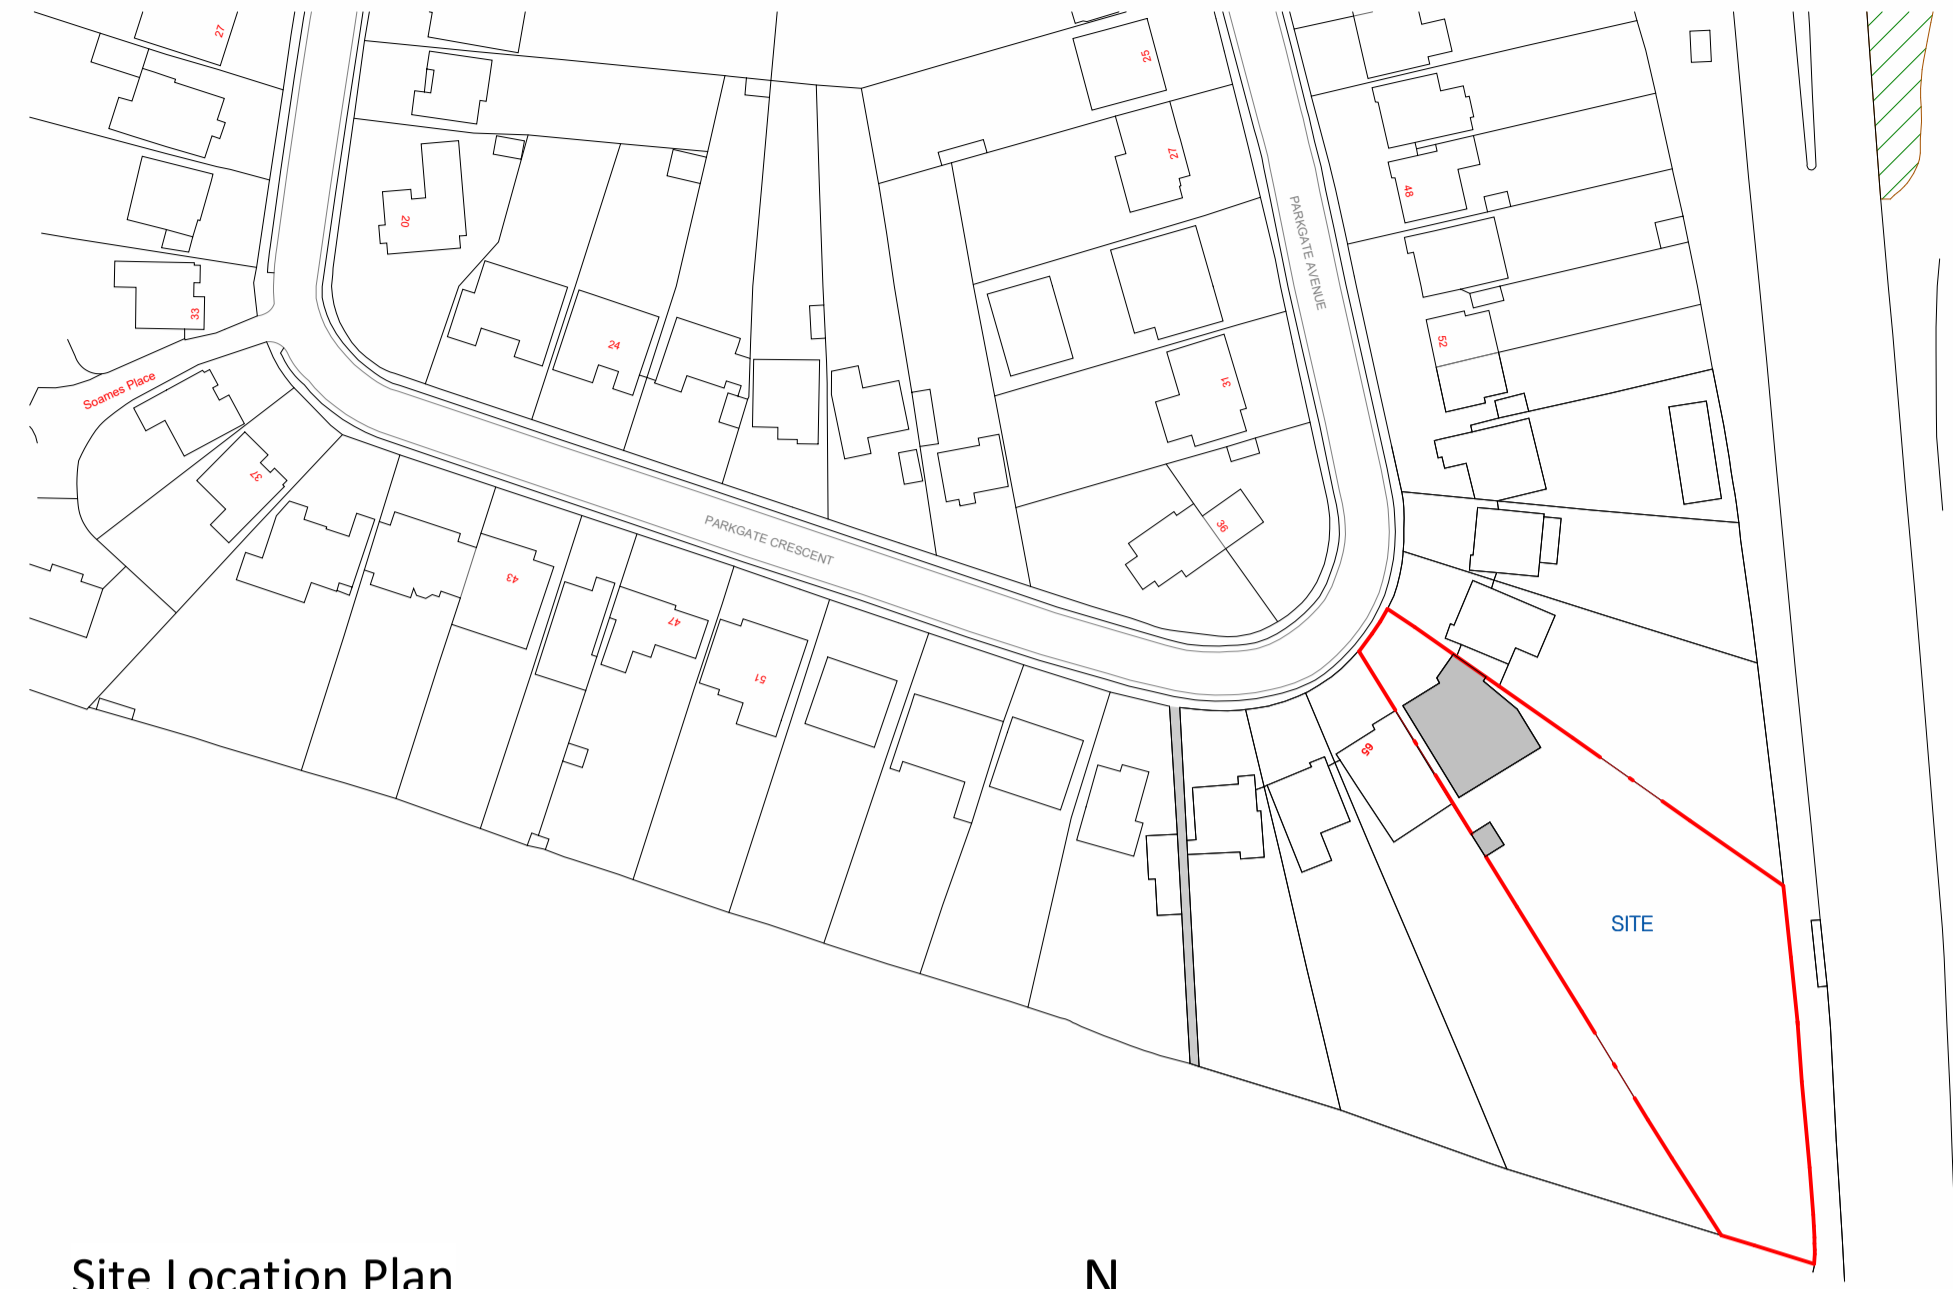 27
25
27
PARKGATE AVENUE
48
20
33
24
52
Soames Place
31
37
36
PARKGATE CRESCENT
43
47
51
65
SITE
Site Location Plan
N